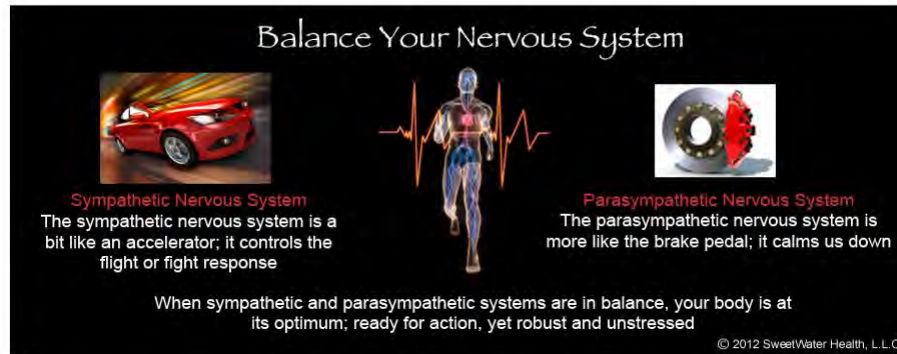 Balance Your Nervous System
Sympathetic Nervous System
The sympathetic nervous system is a
bit like an accelerator; it controls the
flight or fight response
Parasympathetic Nervous System
The parasympathetic nervous system is
more like the brake pedal; it calms us down
When sympathetic and parasympathetic systems are in balance, your body is at
its optimum; ready for action, yet robust and unstressed
© 2012 SweetWater Health, L.L.C